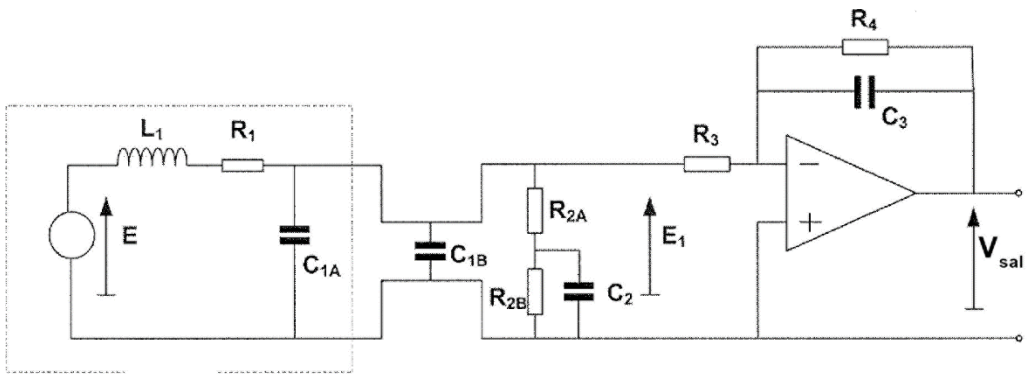 R4
C3
L1
R1
R3
E
C1A
C1B
R2A
R2B
C2
E1
−
+
Vsal